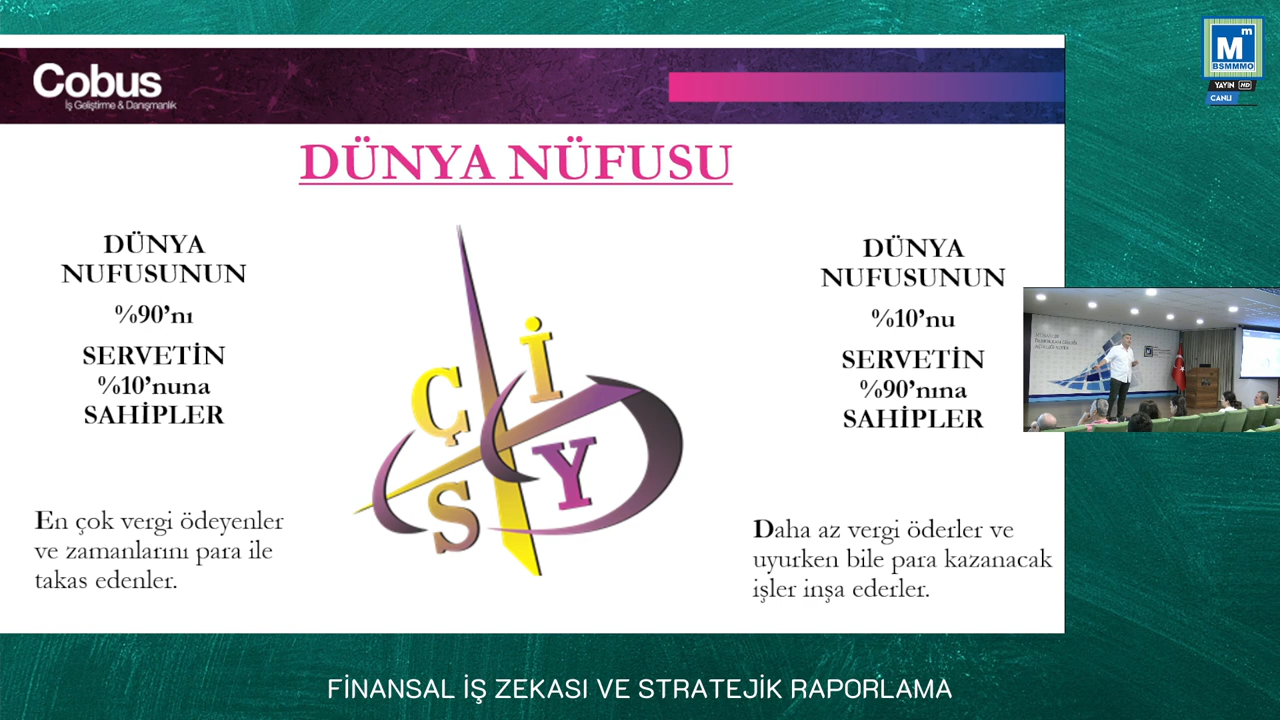 Cobus
İş Geliştirme & Danışmanlık
M m
BSMMMO
YAYIN HD
CANLI
DÜNYA NÜFUSU
DÜNYA
NUFUSUNUN
%90’nı
SERVETİN
%10’nuna
SAHİPLER
En çok vergi ödeyenler
ve zamanlarını para ile
takas edenler.
Ç
İ
S
Y
DÜNYA
NUFUSUNUN
%10’nu
SERVETİN
%90’nına
SAHİPLER
Daha az vergi öderler ve
uyurken bile para kazanacak
işler inşa ederler.
FİNANSAL İŞ ZEKASI VE STRATEJİK RAPORLAMA